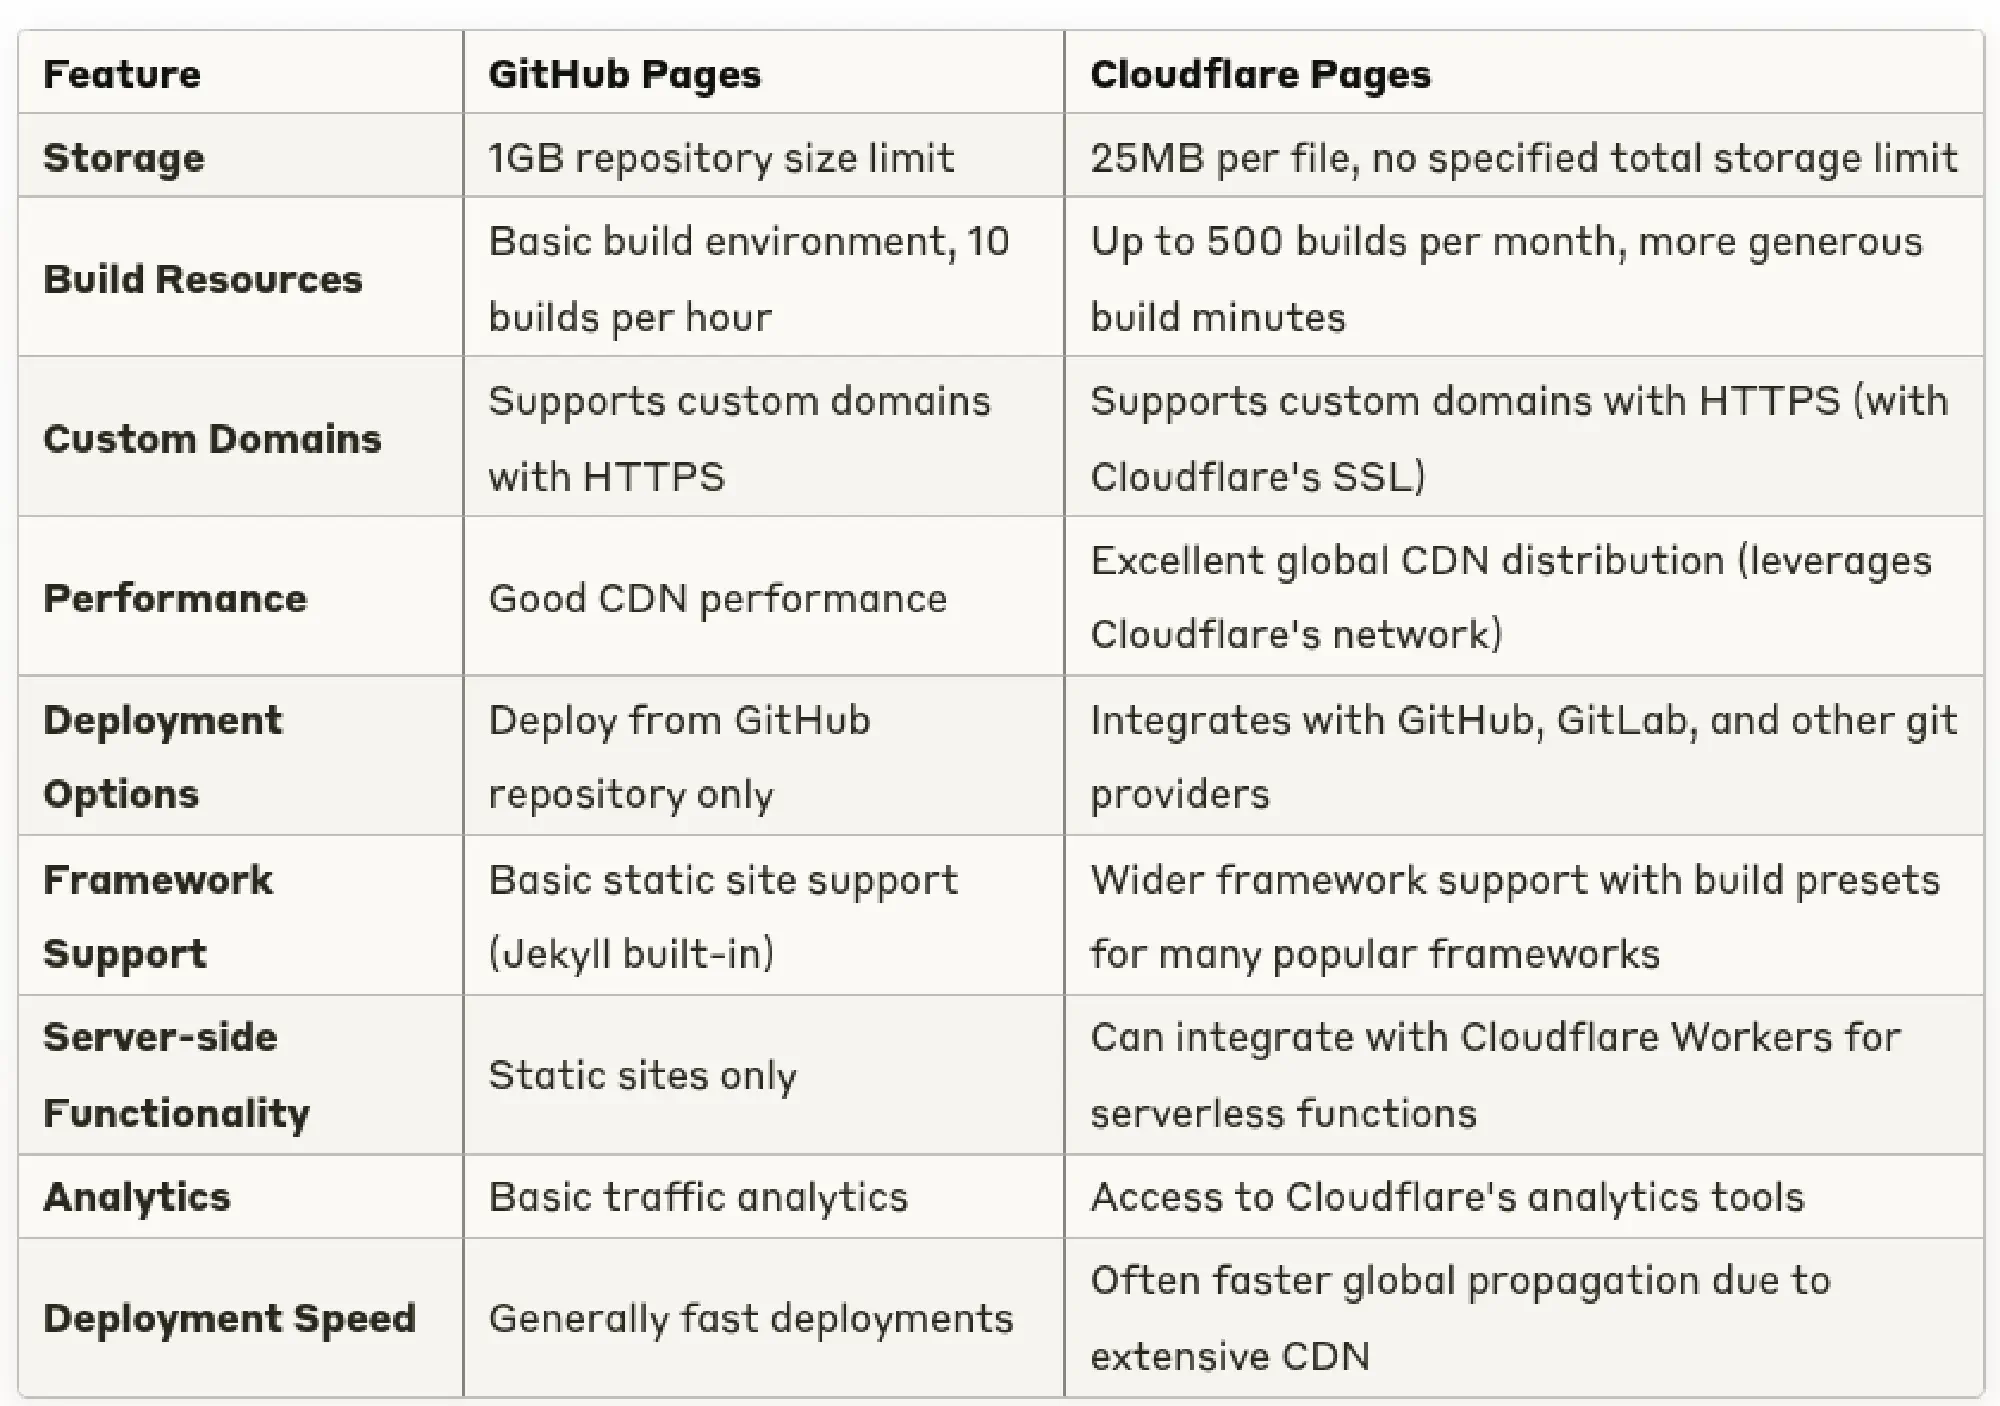 Feature
GitHub Pages
Cloudflare Pages
Storage
1GB repository size limit
25MB per file, no specified total storage limit
Build Resources
Basic build environment, 10
builds per hour
Up to 500 builds per month, more generous
build minutes
Custom Domains
Supports custom domains
with HTTPS
Supports custom domains with HTTPS (with
Cloudflare's SSL)
Performance
Good CDN performance
Excellent global CDN distribution (leverages
Cloudflare's network)
Deployment
Options
Deploy from GitHub
repository only
Integrates with GitHub, GitLab, and other git
providers
Framework
Support
Basic static site support
(Jekyll built-in)
Wider framework support with build presets
for many popular frameworks
Server-side
Functionality
Static sites only
Can integrate with Cloudflare Workers for
serverless functions
Analytics
Basic traffic analytics
Access to Cloudflare's analytics tools
Deployment Speed
Generally fast deployments
Often faster global propagation due to
extensive CDN